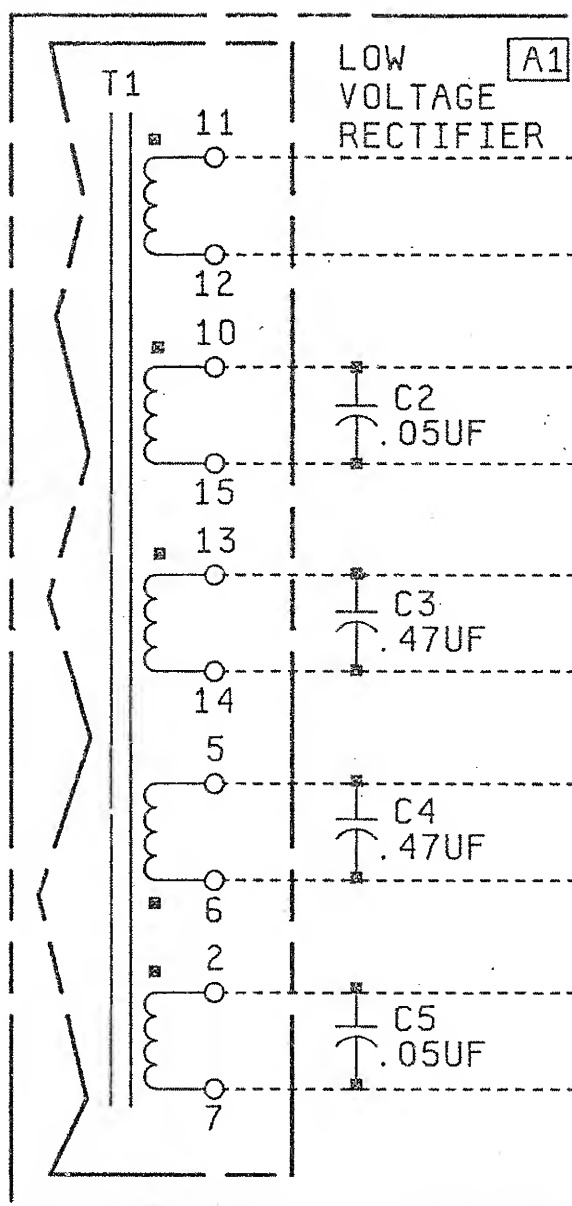 LOW
VOLTAGE
RECTIFIER
A1
T1
11
12
10
C2
.05UF
15
13
C3
.47UF
14
5
C4
.47UF
6
2
C5
.05UF
7